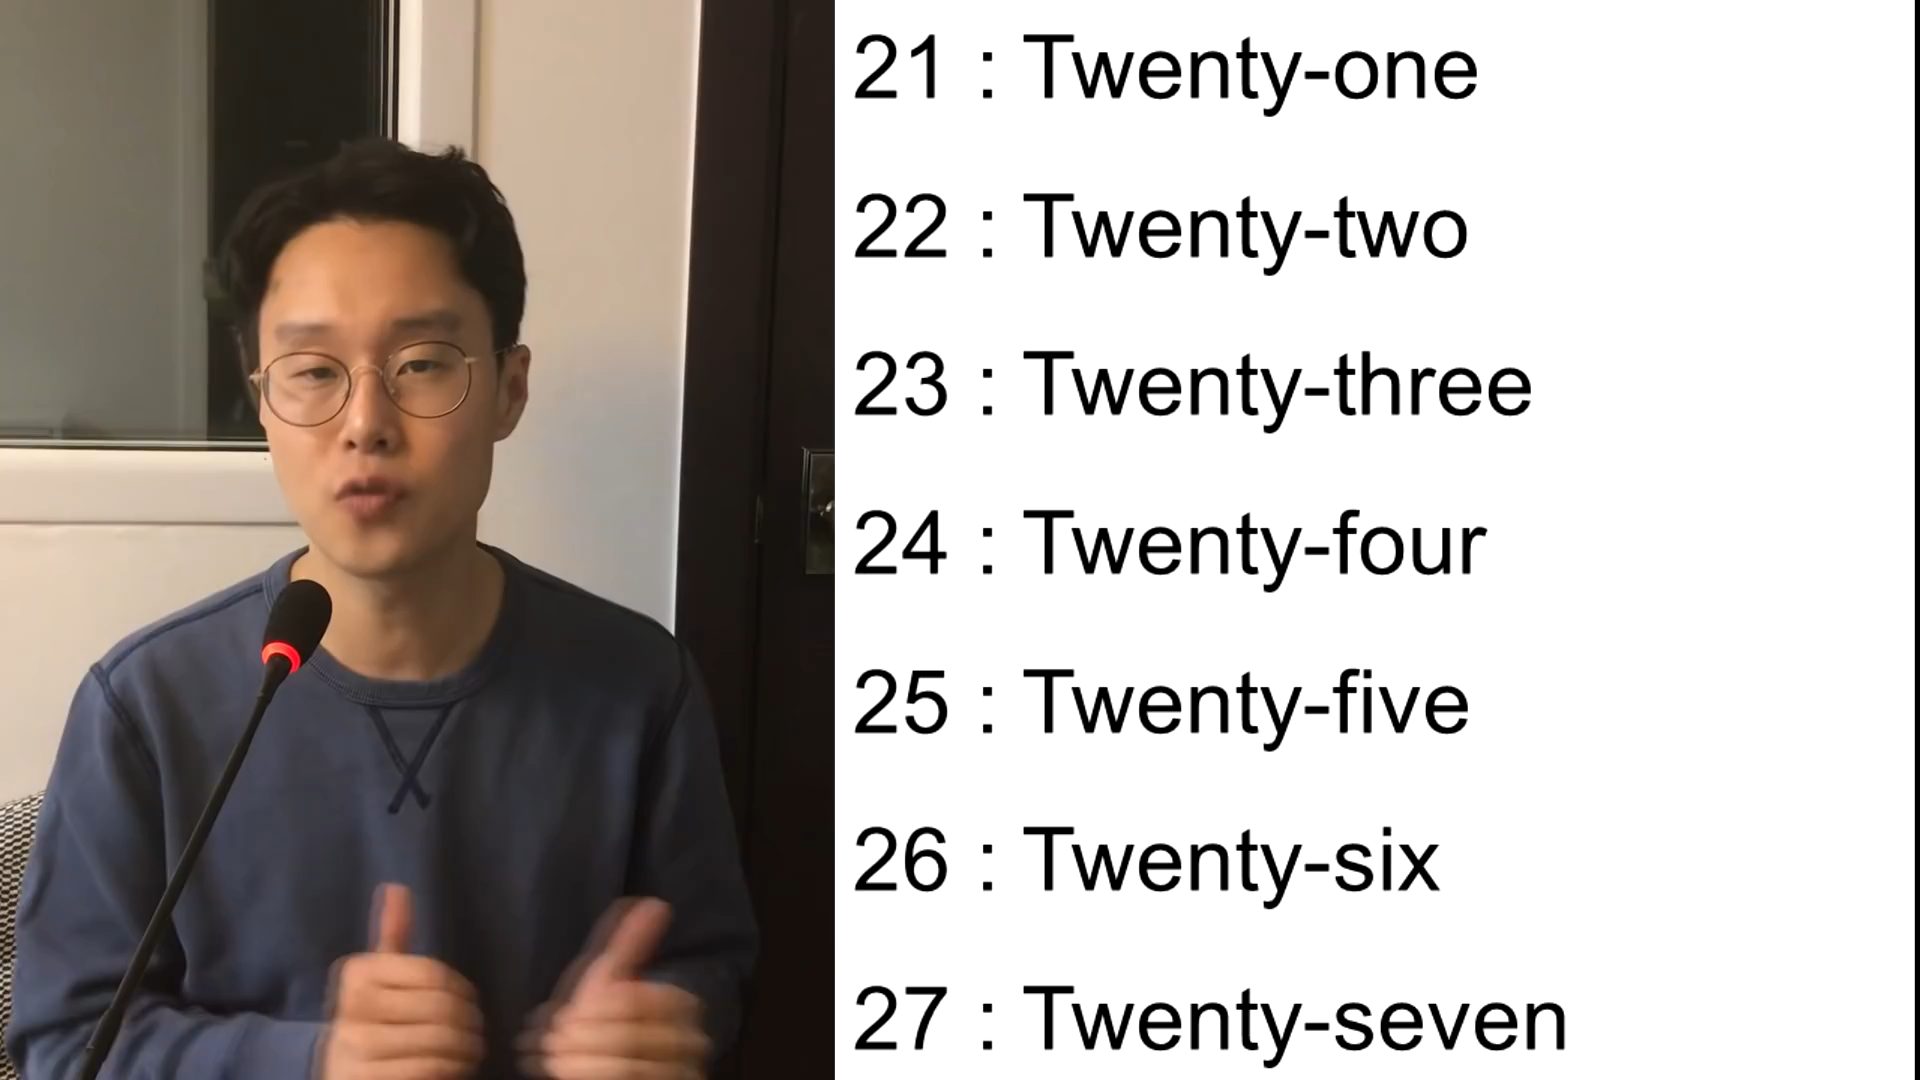 21 : Twenty-one
22 : Twenty-two
23 : Twenty-three
24 : Twenty-four
25 : Twenty-five
26 : Twenty-six
27 : Twenty-seven